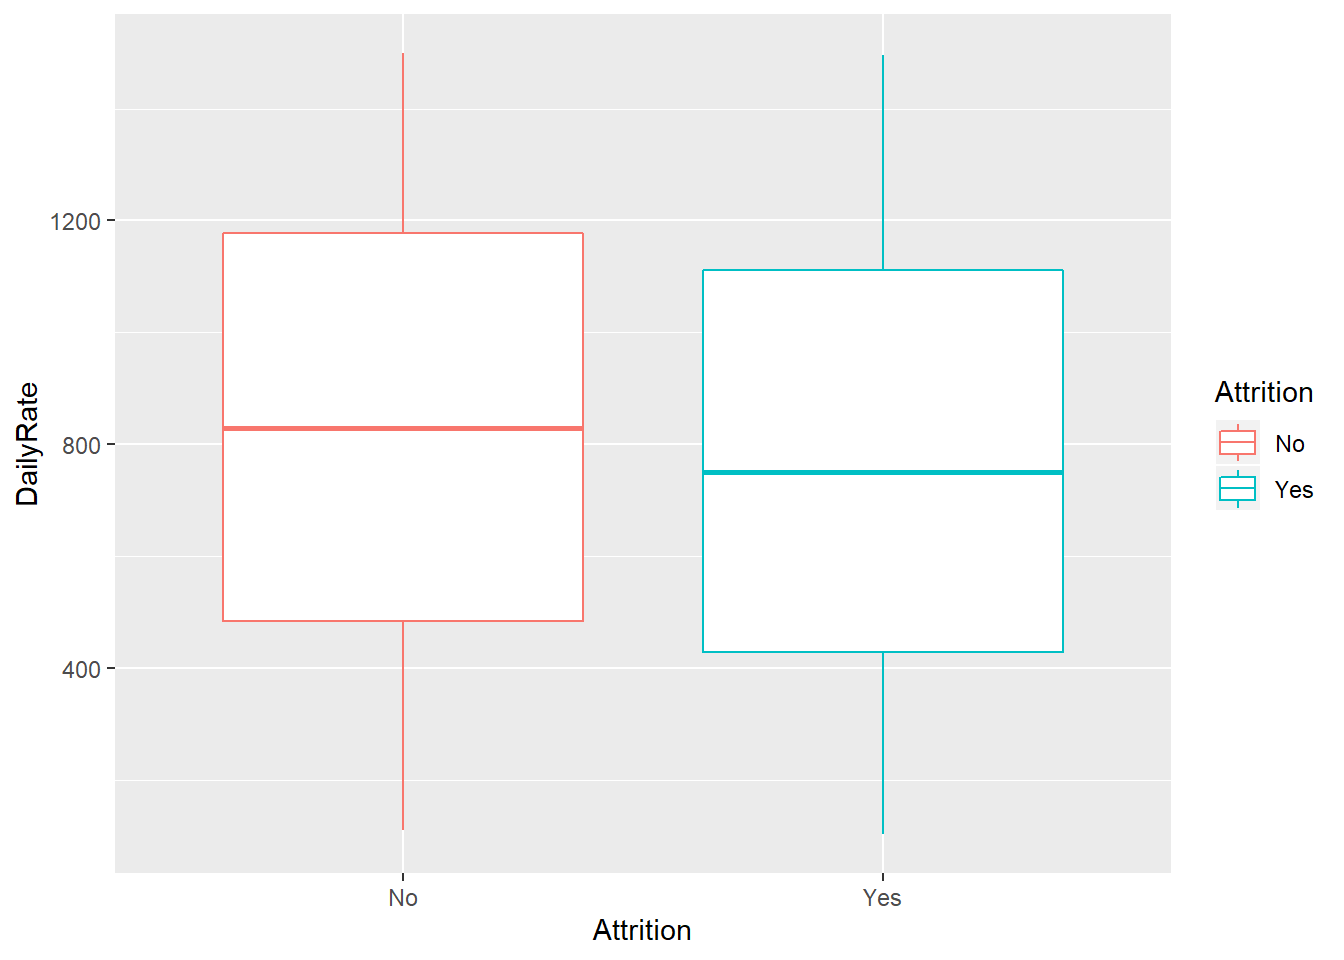 DailyRate
1200
800
400
No
Yes
Attrition
Attrition
No
Yes